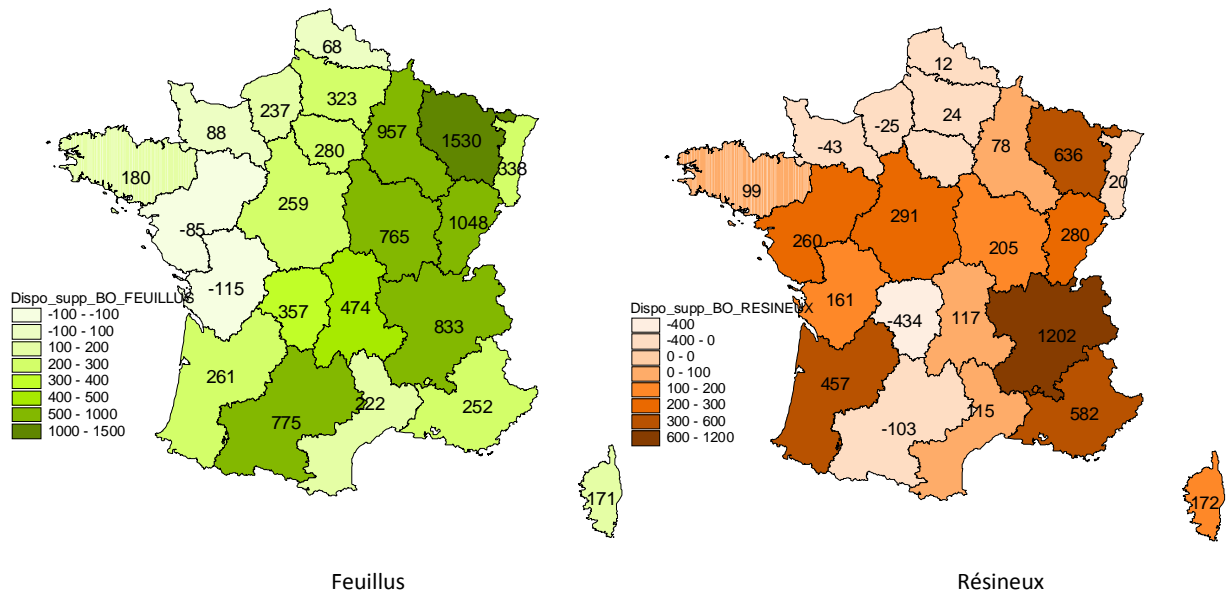 68
237
323
88
957
1530
280
338
180
259
-85
765
1048
-115
357
474
833
261
222
252
775
171
Dispo_supp_BO_FEUILLUS
-100 - -100
-100 - 100
100 - 200
200 - 300
300 - 400
400 - 500
500 - 1000
1000 - 1500
Feuillus
12
-25
24
-43
78
636
20
99
291
260
205
280
161
-434
117
1202
457
115
582
-103
172
Dispo_supp_BO_RESINEUX
-400
-400 - 0
0 - 0
0 - 100
100 - 200
200 - 300
300 - 600
600 - 1200
Résineux